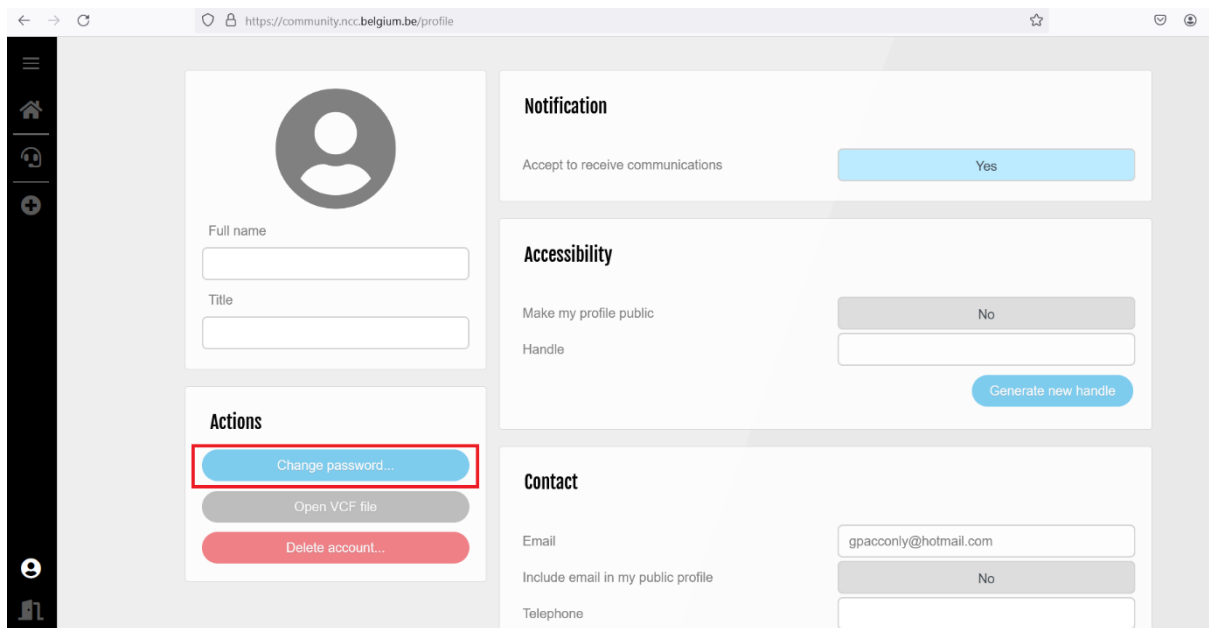 https://community.ncc.belgium.be/profile
Full name
Title
Actions
Change password...
Open VCF file
Delete account...
Notification
Accept to receive communications Yes
Accessibility
Make my profile public No
Handle
Generate new handle
Contact
Email gpacconly@hotmail.com
Include email in my public profile No
Telephone